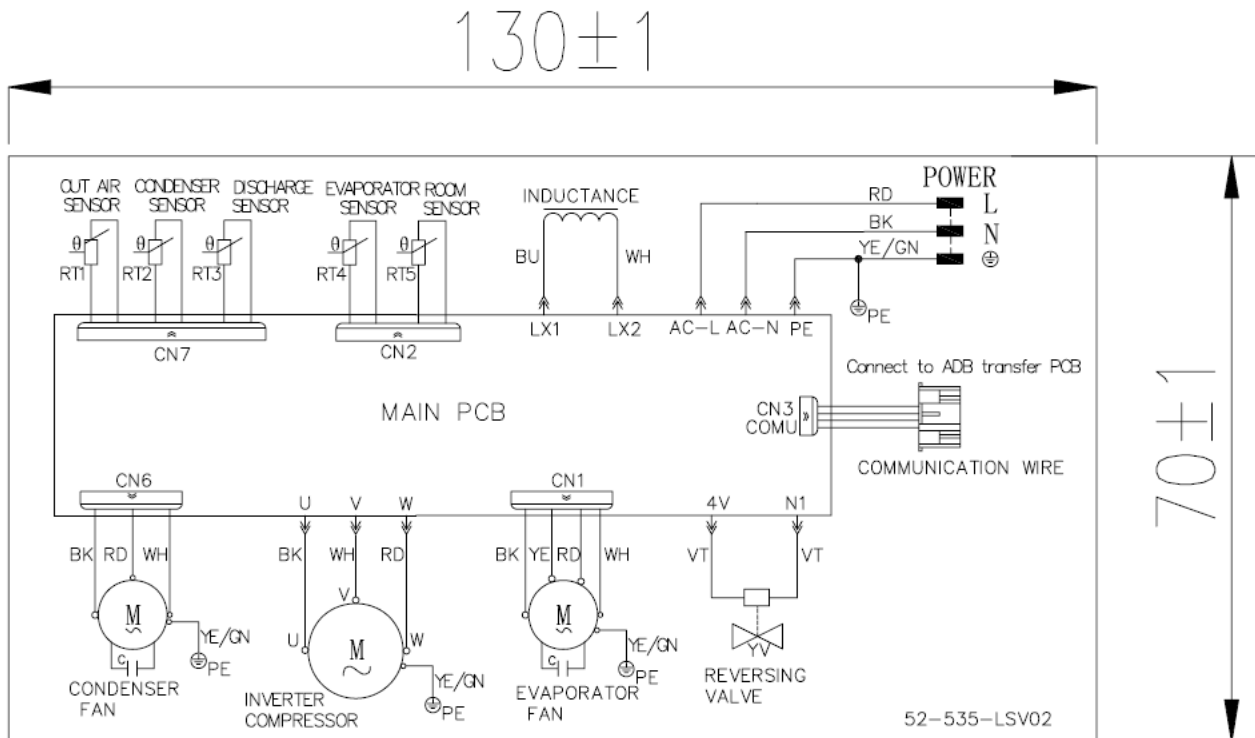 130±1
OUT AIR SENSOR
CONDENSER SENSOR
DISCHARGE SENSOR
EVAPORATOR SENSOR
ROOM SENSOR
INDUCTANCE
POWER
RD L
BK N
YE/GN
θ θ θ θ θ
RT1 RT2 RT3 RT4 RT5
BU WH
PE
LX1 LX2 AC-L AC-N PE
CN7 CN2
Connect to ADB transfer PCB
MAIN PCB
CN3
COMU
COMMUNICATION WIRE
70±1
CN6 U V W CN1 4V N1
BK RD WH BK WH RD BK YE RD WH VT VT
V
M M
U M W
YE/GN YE/GN
C PE C PE
YE/GN
PE
YV
CONDENSER
FAN
INVERTER
COMPRESSOR
EVAPORATOR
FAN
REVERSING
VALVE
52-535-LSV02